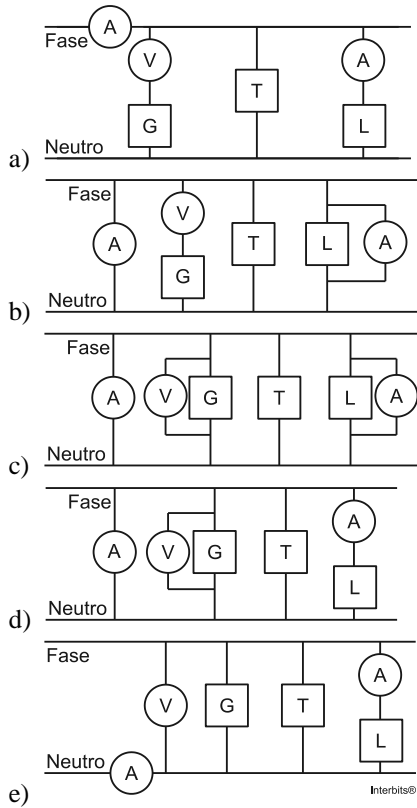 Fase A
V A
T
G L
Neutro
a)
Fase
V
A T L A
G
Neutro
b)
Fase
A V G T L A
Neutro
c)
Fase
A
A V G T
L
Neutro
d)
Fase
A
V G T
L
Neutro A
e)
Interbits®